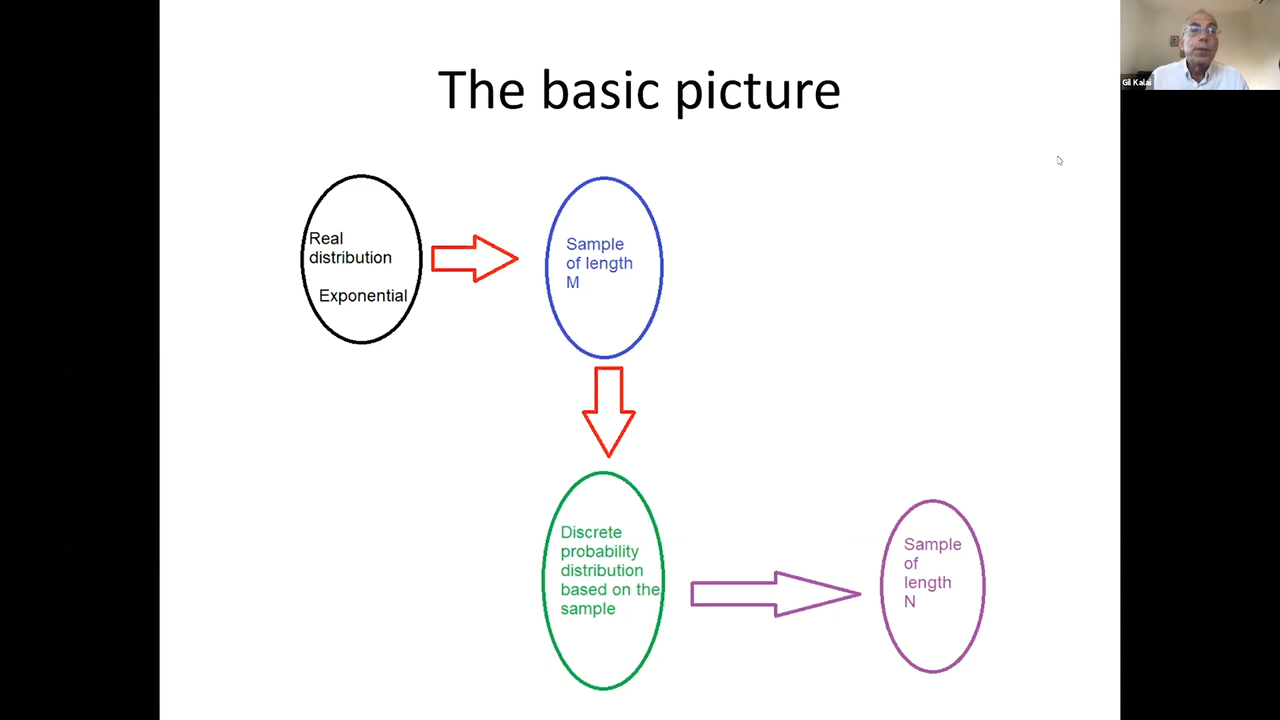 The basic picture
Gil Kalai
Real
distribution
Exponential
Sample
of length
M
Discrete
probability
distribution
based on the
sample
Sample
of
length
N